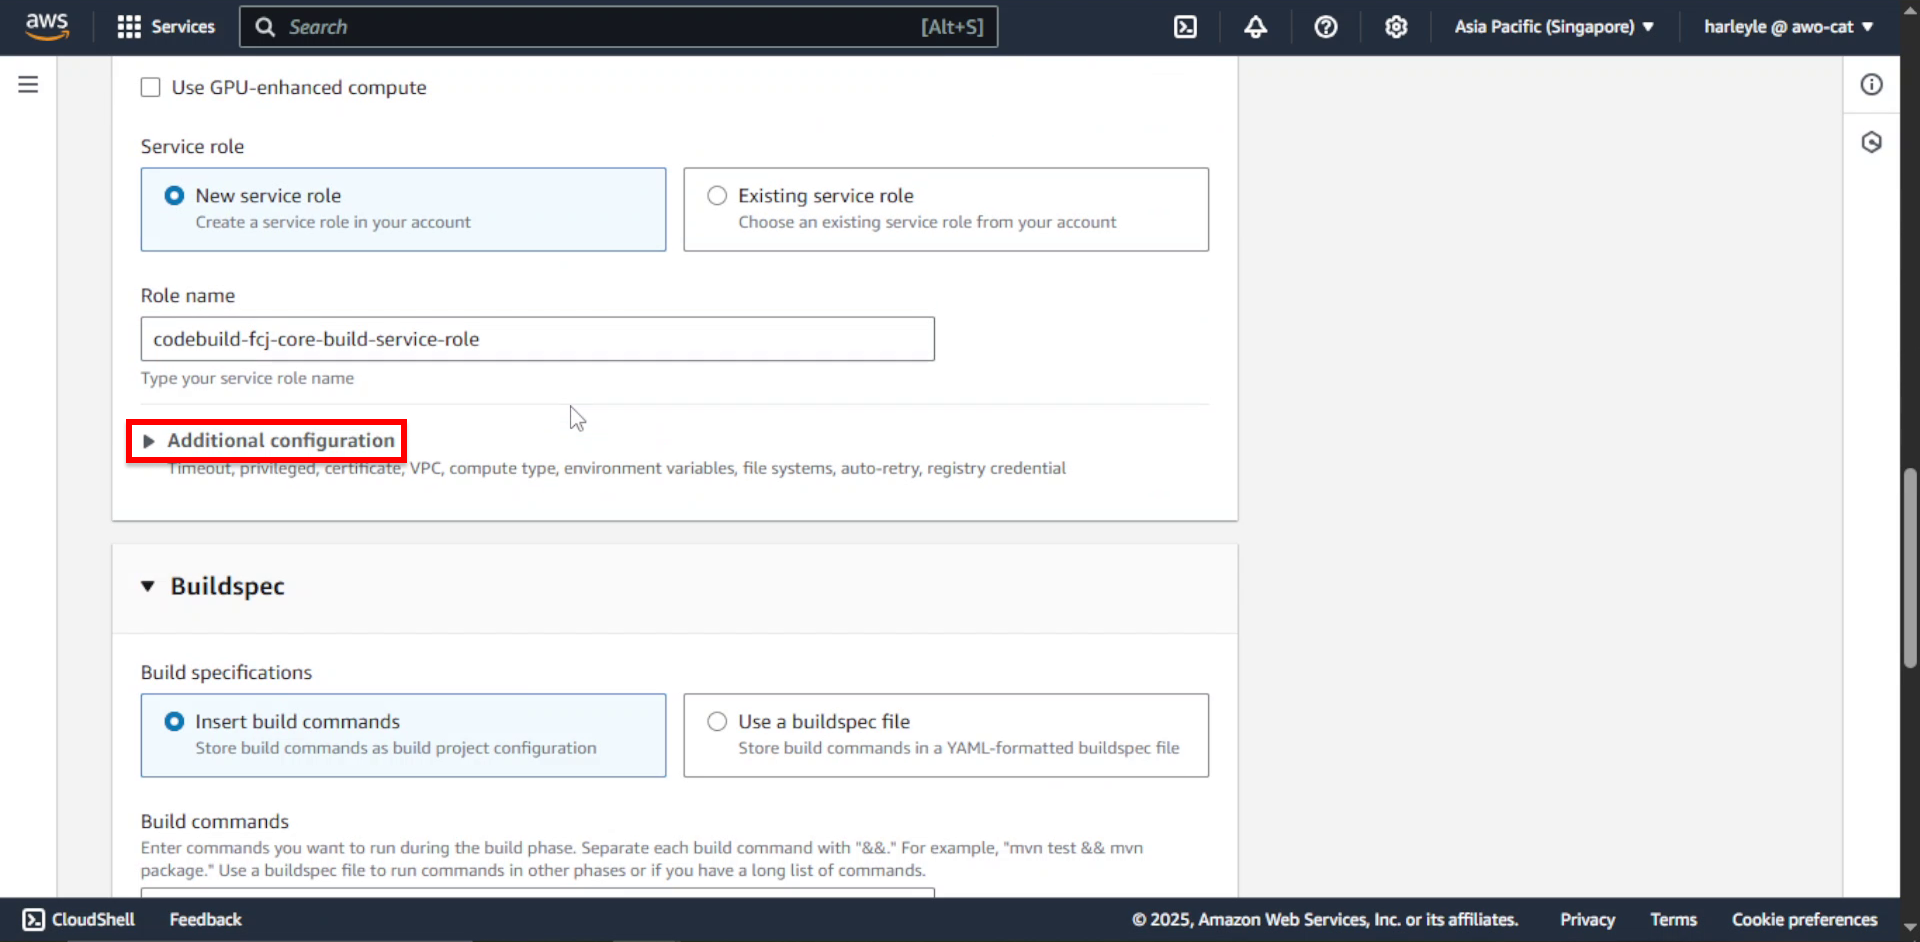 aws
Services
Search
[Alt+S]
Asia Pacific (Singapore)
harleyle @ awo-cat
Use GPU-enhanced compute
Service role
New service role
Create a service role in your account
Existing service role
Choose an existing service role from your account
Role name
codebuild-fcj-core-build-service-role
Type your service role name
Additional configuration
Timeout, privileged, certificate, VPC, compute type, environment variables, file systems, auto-retry, registry credential
Buildspec
Build specifications
Insert build commands
Store build commands as build project configuration
Use a buildspec file
Store build commands in a YAML-formatted buildspec file
Build commands
Enter commands you want to run during the build phase. Separate each build command with "&&." For example, "mvn test && mvn
package." Use a buildspec file to run commands in other phases or if you have a long list of commands.
CloudShell
Feedback
© 2025, Amazon Web Services, Inc. or its affiliates.
Privacy
Terms
Cookie preferences